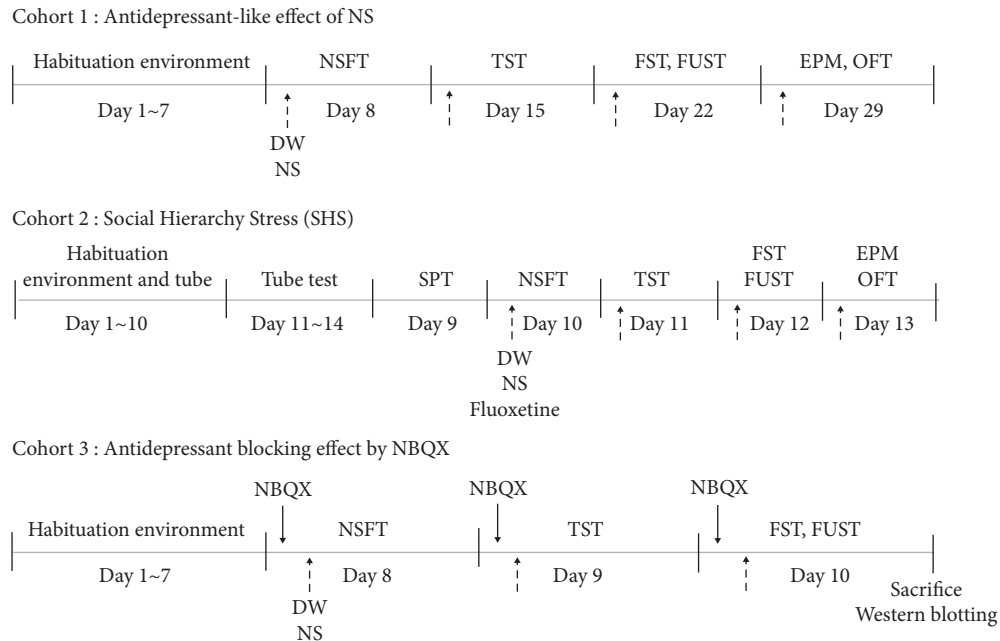 Cohort 1 : Antidepressant-like effect of NS
Habituation environment NSFT TST FST, FUST EPM, OFT
Day 1~7 Day 8 Day 15 Day 22 Day 29
DW
NS
Cohort 2 : Social Hierarchy Stress (SHS)
Habituation
environment and tube Tube test SPT NSFT TST FST
FUST EPM
OFT
Day 1~10 Day 11~14 Day 9 Day 10 Day 11 Day 12 Day 13
DW
NS
Fluoxetine
Cohort 3 : Antidepressant blocking effect by NBQX
NBQX NBQX NBQX
Habituation environment NSFT TST FST, FUST
Day 1~7 Day 8 Day 9 Day 10
DW
NS
Sacrifice
Western blotting